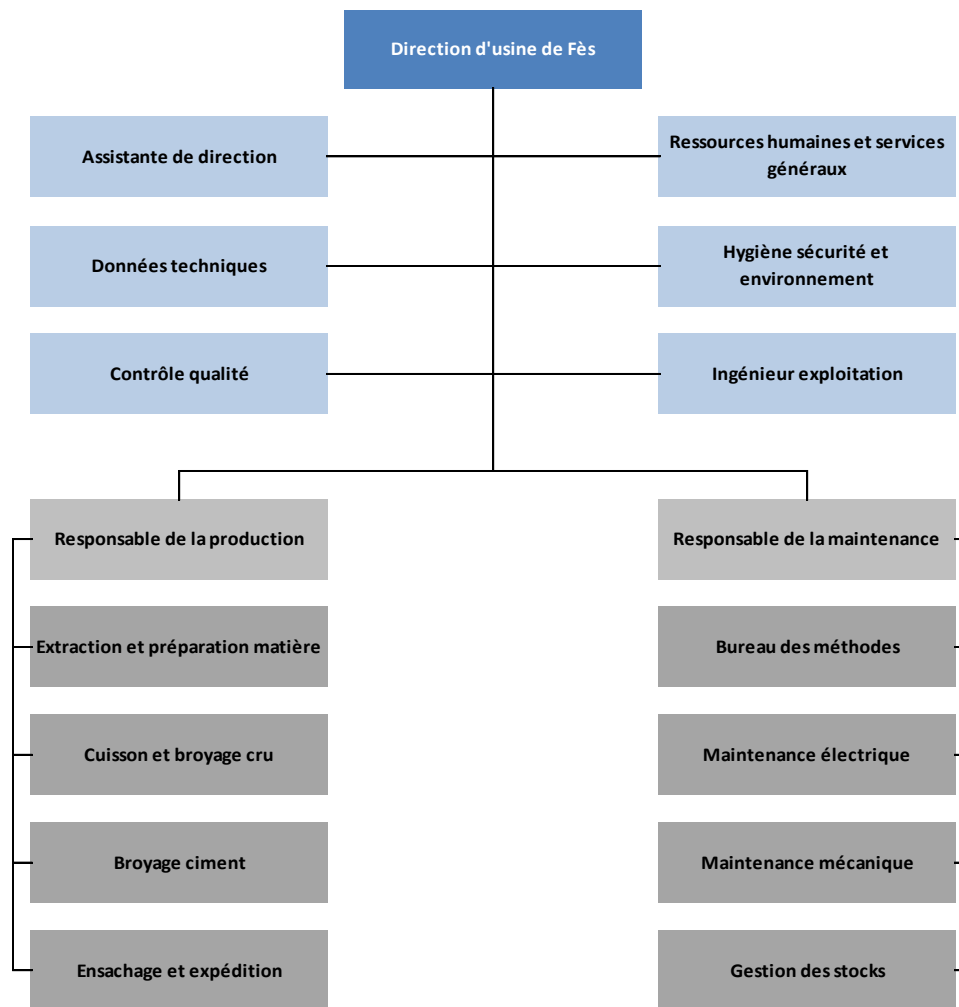 Direction d'usine de Fès
Assistante de direction
Ressources humaines et services
généraux
Données techniques
Hygiène sécurité et
environnement
Contrôle qualité
Ingénieur exploitation
Responsable de la production
Responsable de la maintenance
Extraction et préparation matière
Bureau des méthodes
Cuisson et broyage cru
Maintenance électrique
Broyage ciment
Maintenance mécanique
Ensachage et expédition
Gestion des stocks